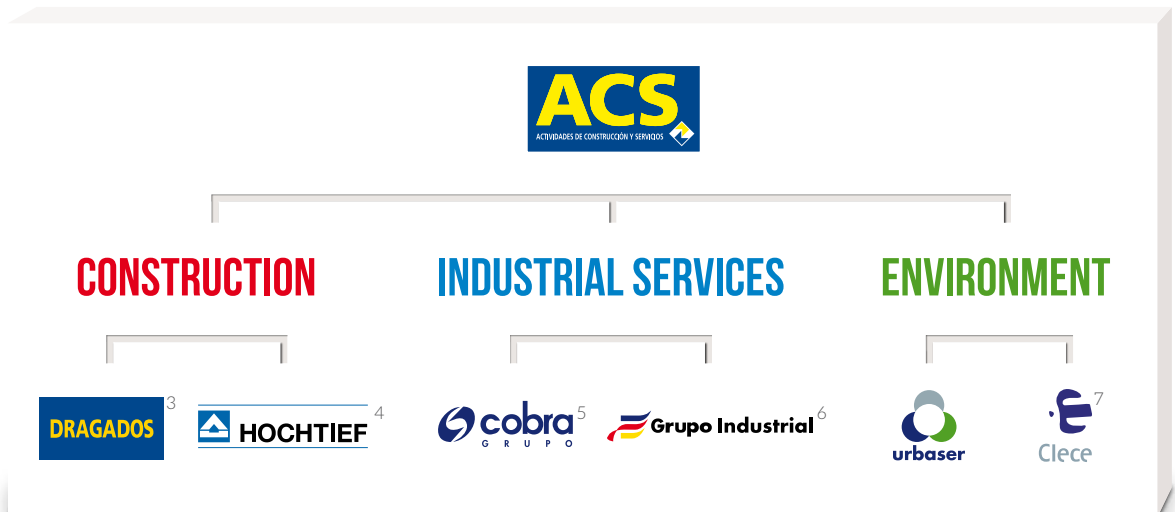 ACS
ACTIVIDADES DE CONSTRUCCIÓN Y SERVICIOS
CONSTRUCTION
INDUSTRIAL SERVICES
ENVIRONMENT
DRAGADOS 3
HOCHTIEF 4
cobra 5
GRUPO
Grupo Industrial 6
urbaser
Clece 7